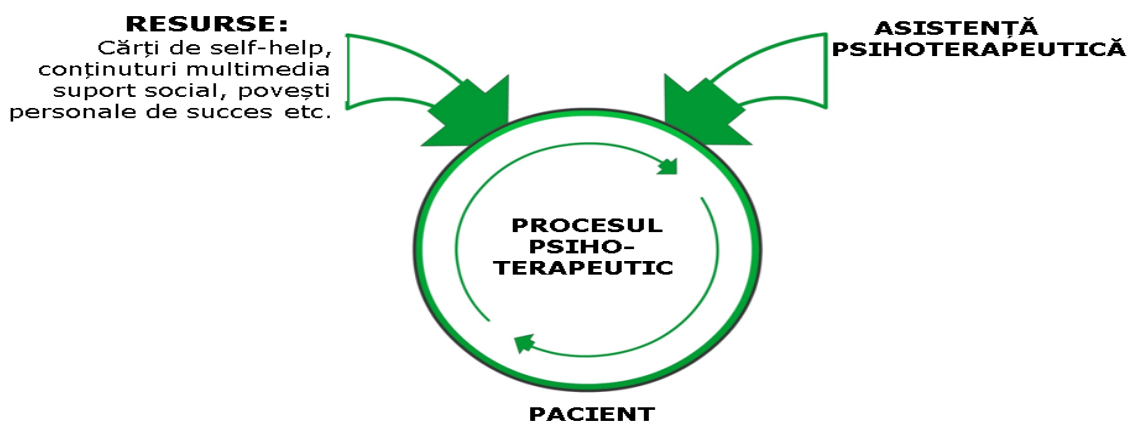 RESURSE:
Cărți de self-help,
conținuturi multimedia
suport social, povești
personale de succes etc.
ASISTENȚĂ
PSIHOTERAPEUTICĂ
PROCESUL
PSIHO-
TERAPEUTIC
PACIENT